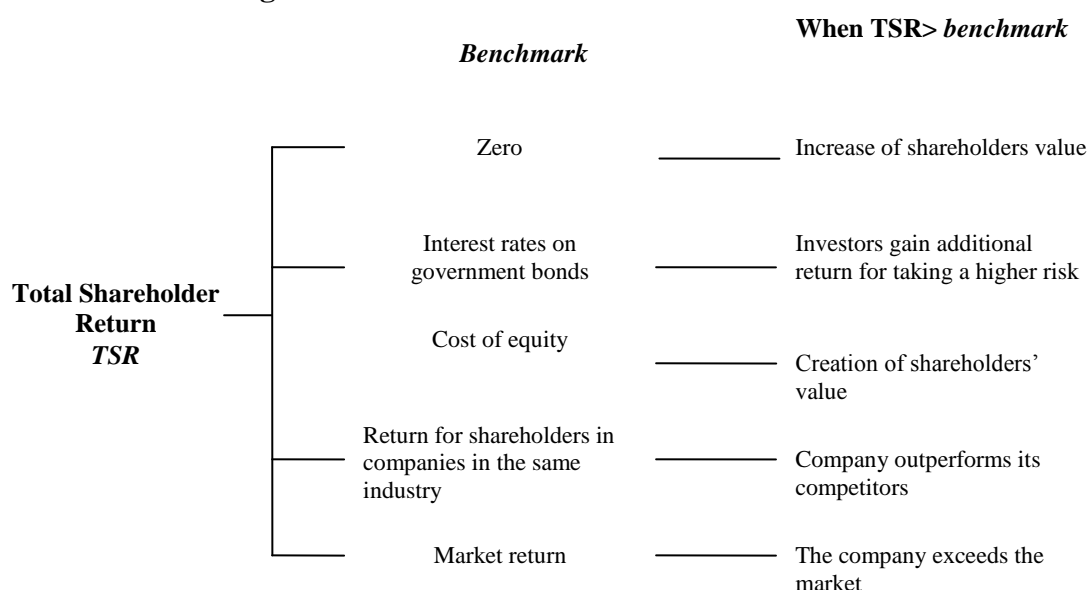 When TSR> benchmark
Benchmark
Zero
Increase of shareholders value
Interest rates on
government bonds
Investors gain additional
return for taking a higher risk
Total Shareholder
Return
TSR
Cost of equity
Creation of shareholders’
value
Return for shareholders in
companies in the same
industry
Company outperforms its
competitors
Market return
The company exceeds the
market